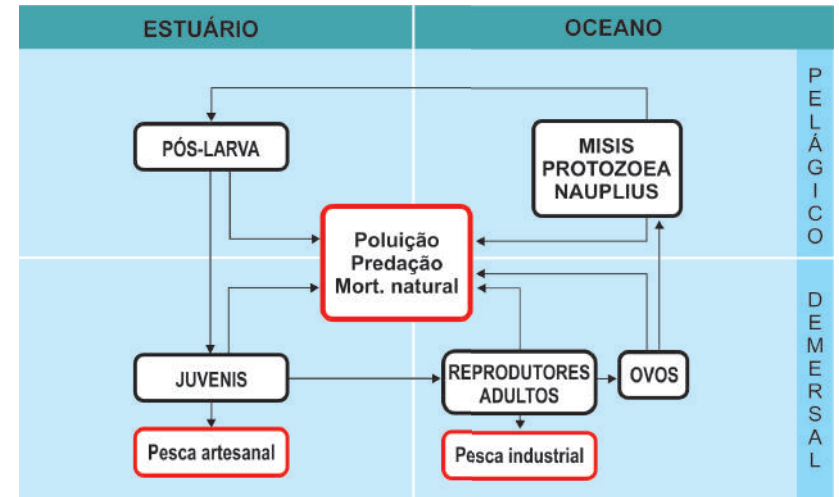 ESTUÁRIO
OCEANO
PELÁGICO
PÓS-LARVA
MISIS
PROTOZOEA
NAUPLIUS
Poluição
Predação
Mort. natural
DEMERSAL
JUVENIS
REPRODUTORES
ADULTOS
OVOS
Pesca artesanal
Pesca industrial